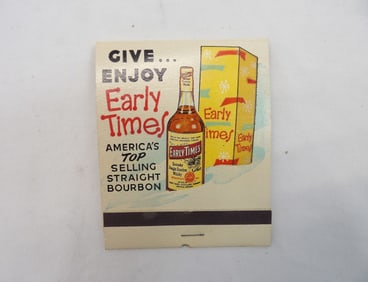 GIVE...
ENJOY
Early
Times
AMERICA'S
TOP
SELLING
STRAIGHT
BOURBON
EARLY TIMES
Early
Times
Early
Times